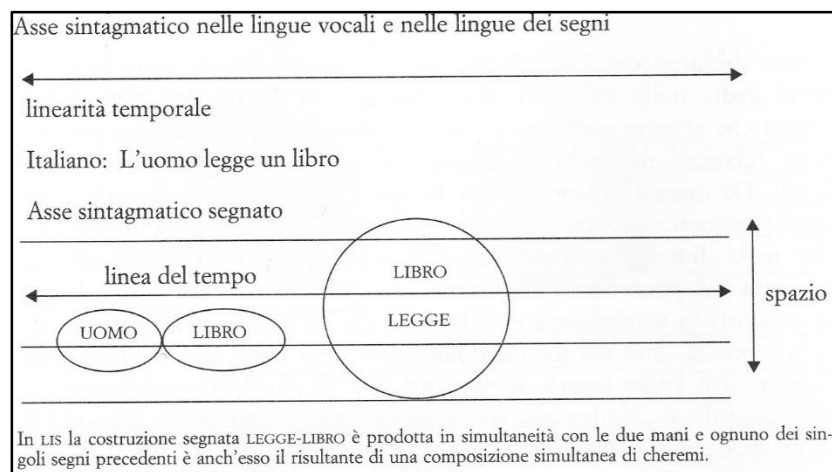 Asse sintagmatico nelle lingue vocali e nelle lingue dei segni
linearità temporale
Italiano: L'uomo legge un libro
Asse sintagmatico segnato
linea del tempo
LIBRO
spazio
LEGGE
UOMO
LIBRO
In LIS la costruzione segnata LEGGE-LIBRO è prodotta in simultaneità con le due mani e ognuno dei sin-
goli segni precedenti è anch'esso il risultante di una composizione simultanea di cheremi.